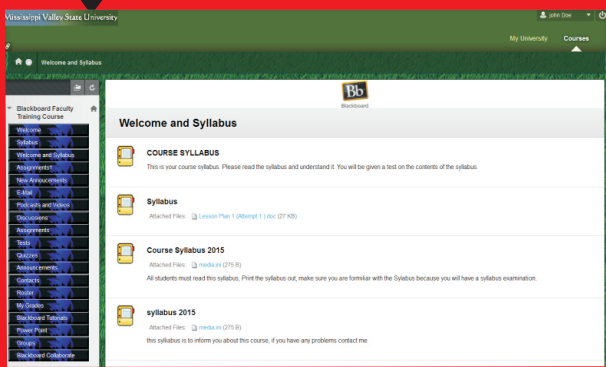 Mississippi Valley State University
john Doe
My University Courses
Welcome and Syllabus
Blackboard Faculty
Training Course
Welcome
Syllabus
Welcome and Syllabus
Assignments1
New Annoucements
E-Mail
Podcasts and Videos
Discussions
Assignments
Tests
Quizzes
Announcements
Contacts
Roster
My Grades
Blackboard Tutorials
Power Point
Groups
Blackboard Collaborate
Bb
Blackboard
Welcome and Syllabus
COURSE SYLLABUS
This is your course syllabus. Please read the syllabus and understand it. You will be given a test on the contents of the syllabus.
Syllabus
Attached Files: Lesson Plan 1 (Attempt 1 ).doc (27 KB)
Course Syllabus 2015
Attached Files: media.ini (275 B)
All students must read this syllabus, Print the syllabus out, make sure you are formiliar with the Sylabus because you will have a syllabus examination.
syllabus 2015
Attached Files: media.ini (275 B)
this syllabus is to inform you about this course, if you have any problems contact me